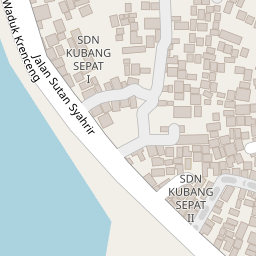 SDN
KUBANG
SEPAT
I
Waduk Krenceng
Jalan Sutan Syahrir
SDN
KUBANG
SEPAT
II